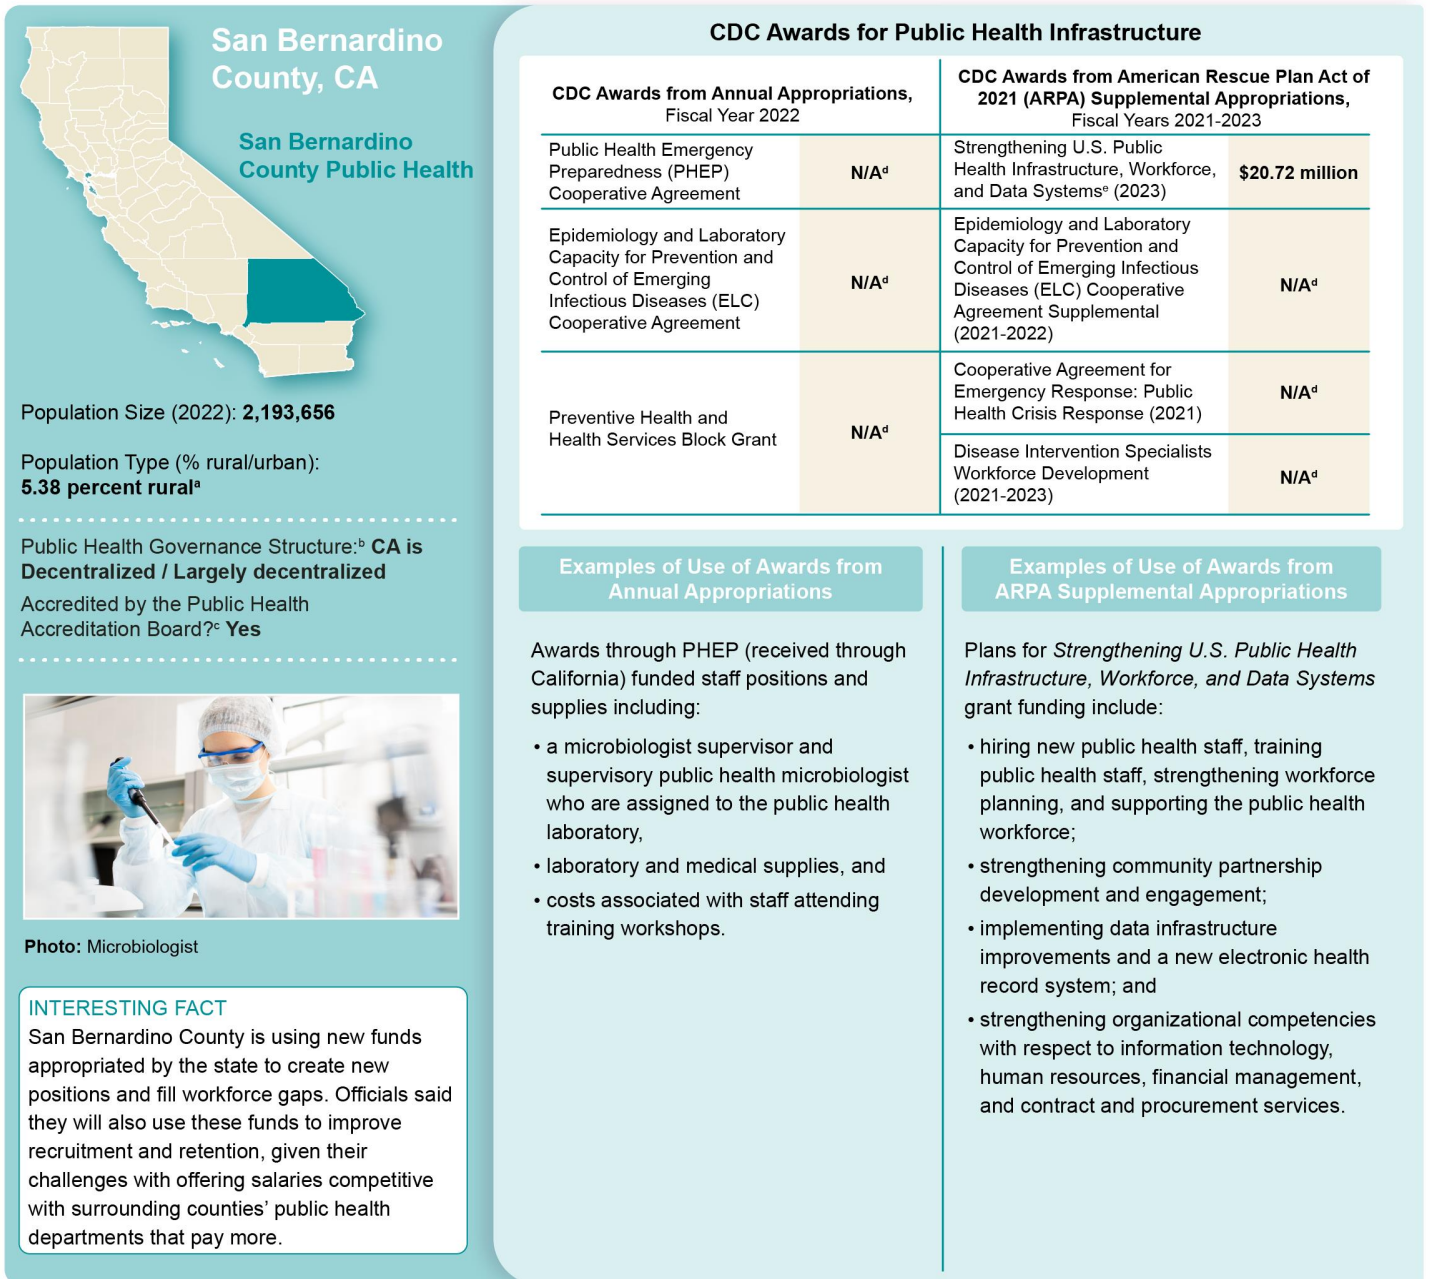 San Bernardino
County, CA
San Bernardino
County Public Health
Population Size (2022): 2,193,656
Population Type (% rural/urban):
5.38 percent ruralᵃ
Public Health Governance Structure:ᵇ CA is
Decentralized / Largely decentralized
Accredited by the Public Health
Accreditation Board?ᶜ Yes
Photo: Microbiologist
INTERESTING FACT
San Bernardino County is using new funds
appropriated by the state to create new
positions and fill workforce gaps. Officials said
they will also use these funds to improve
recruitment and retention, given their
challenges with offering salaries competitive
with surrounding counties’ public health
departments that pay more.
CDC Awards for Public Health Infrastructure
CDC Awards from Annual Appropriations,
Fiscal Year 2022
Public Health Emergency
Preparedness (PHEP)
Cooperative Agreement
N/Aᵈ
Epidemiology and Laboratory
Capacity for Prevention and
Control of Emerging
Infectious Diseases (ELC)
Cooperative Agreement
N/Aᵈ
Preventive Health and
Health Services Block Grant
N/Aᵈ
CDC Awards from American Rescue Plan Act of
2021 (ARPA) Supplemental Appropriations,
Fiscal Years 2021-2023
Strengthening U.S. Public
Health Infrastructure, Workforce,
and Data Systemsᵉ (2023)
$20.72 million
Epidemiology and Laboratory
Capacity for Prevention and
Control of Emerging Infectious
Diseases (ELC) Cooperative
Agreement Supplemental
(2021-2022)
N/Aᵈ
Cooperative Agreement for
Emergency Response: Public
Health Crisis Response (2021)
N/Aᵈ
Disease Intervention Specialists
Workforce Development
(2021-2023)
N/Aᵈ
Examples of Use of Awards from
Annual Appropriations
Awards through PHEP (received through
California) funded staff positions and
supplies including:
• a microbiologist supervisor and
supervisory public health microbiologist
who are assigned to the public health
laboratory,
• laboratory and medical supplies, and
• costs associated with staff attending
training workshops.
Examples of Use of Awards from
ARPA Supplemental Appropriations
Plans for Strengthening U.S. Public Health
Infrastructure, Workforce, and Data Systems
grant funding include:
• hiring new public health staff, training
public health staff, strengthening workforce
planning, and supporting the public health
workforce;
• strengthening community partnership
development and engagement;
• implementing data infrastructure
improvements and a new electronic health
record system; and
• strengthening organizational competencies
with respect to information technology,
human resources, financial management,
and contract and procurement services.